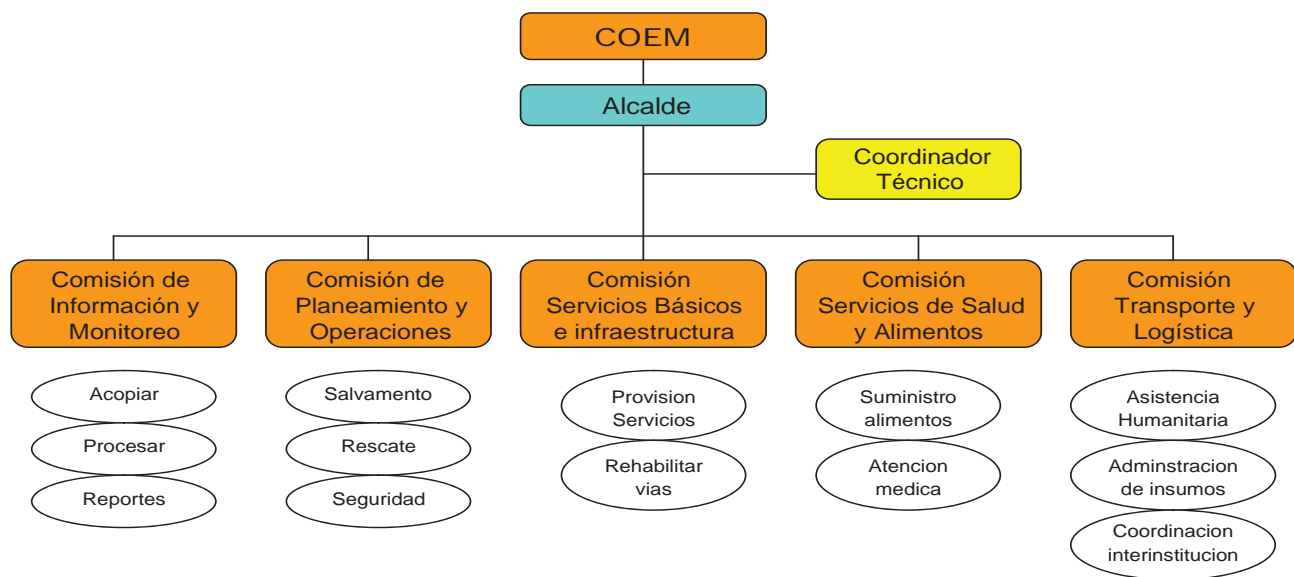 COEM
Alcalde
Coordinador
Técnico
Comisión de
Información y
Monitoreo
Comisión de
Planeamiento y
Operaciones
Comisión
Servicios Básicos
e infraestructura
Comisión
Servicios de Salud
y Alimentos
Comisión
Transporte y
Logística
Acopiar
Procesar
Reportes
Salvamento
Rescate
Seguridad
Provision
Servicios
Rehabilitar
vias
Suministro
alimentos
Atencion
medica
Asistencia
Humanitaria
Adminstracion
de insumos
Coordinacion
interinstitucion